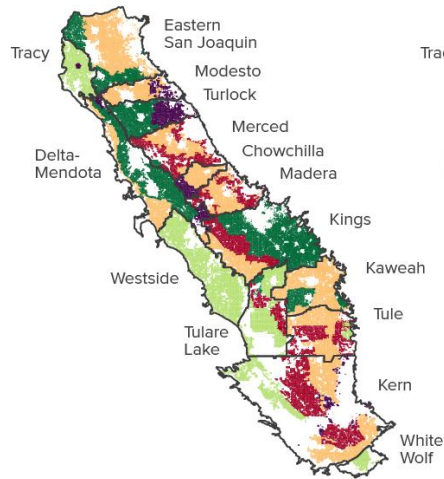 Eastern
San Joaquin
Tracy
Modesto
Turlock
Merced
Chowchilla
Madera
Delta-
Mendota
Kings
Westside
Kaweah
Tule
Tulare
Lake
Kern
White
Wolf
Trac